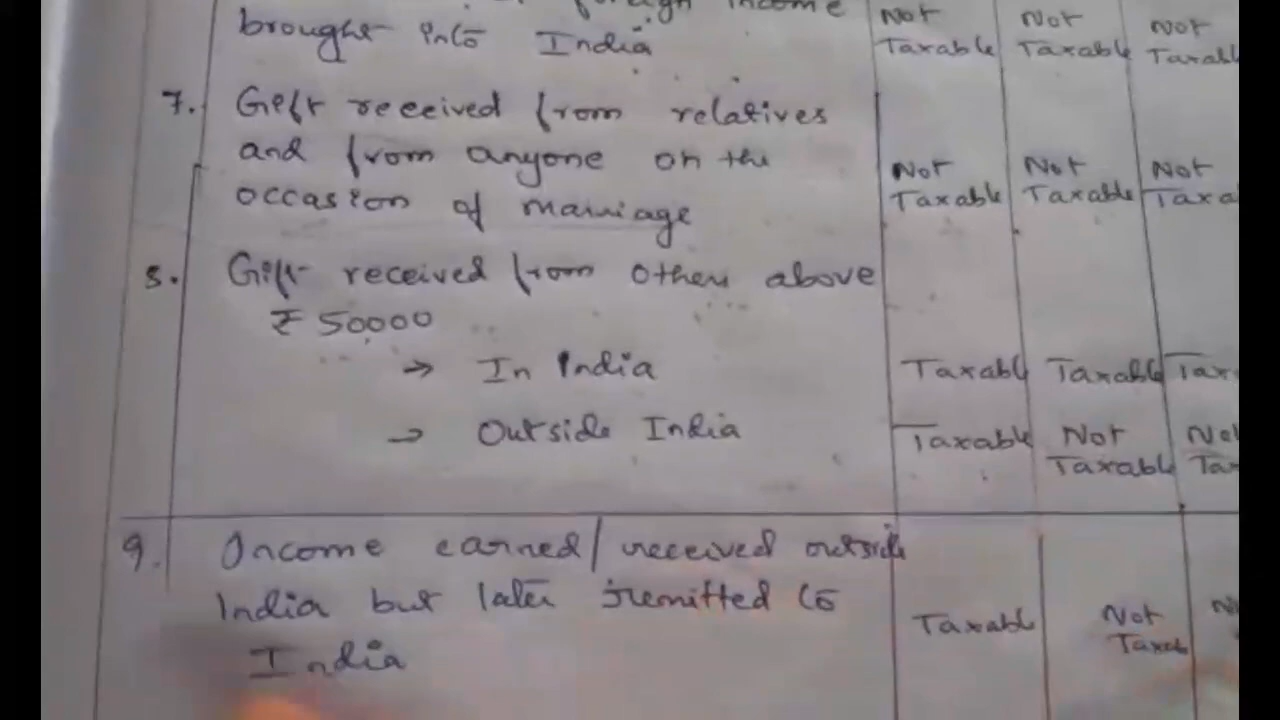 foreign income
brought into India Not Taxable Not Taxable Not
7. Gift received from relatives
and from anyone on the
occasion of marriage Not Taxable Not Taxable Not
8. Gift received from others above
₹ 50000
→ In India Taxable Taxable
→ Outside India Taxable Not Taxable
9. Income earned/received outside
India but later remitted to
India Taxable Not